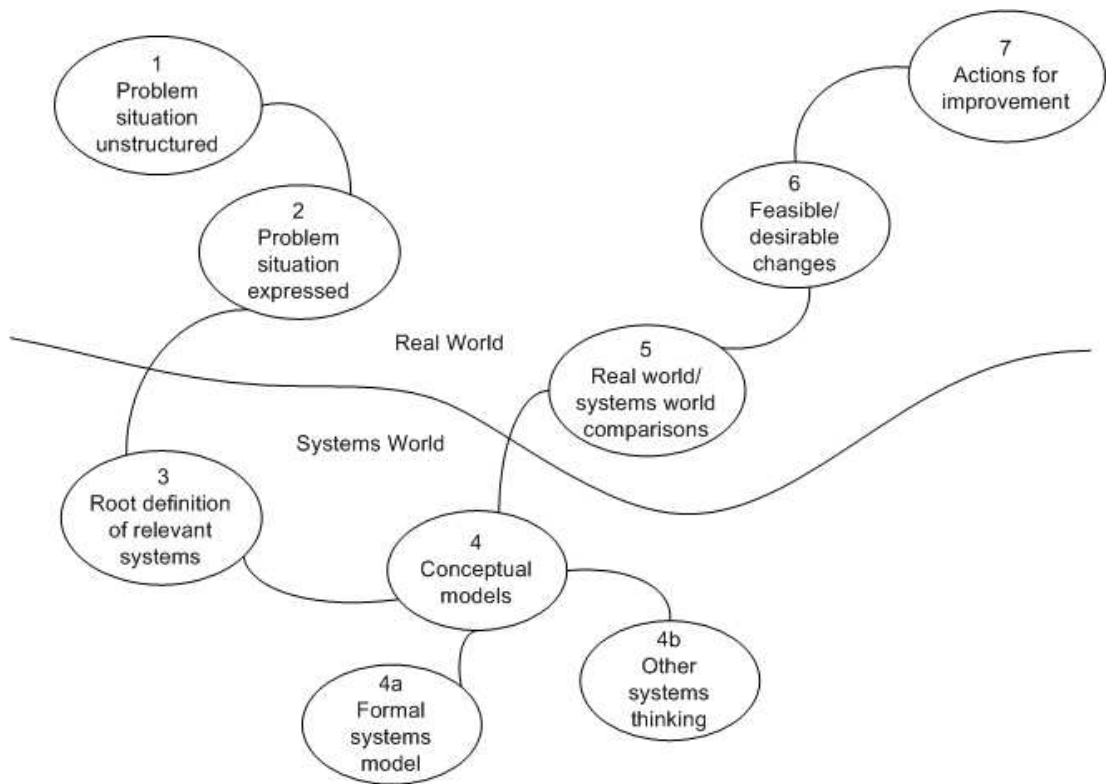 1
Problem
situation
unstructured
2
Problem
situation
expressed
3
Root definition
of relevant
systems
4
Conceptual
models
4a
Formal
systems
model
4b
Other
systems
thinking
5
Real world/
systems world
comparisons
6
Feasible/
desirable
changes
7
Actions for
improvement
Real World
Systems World